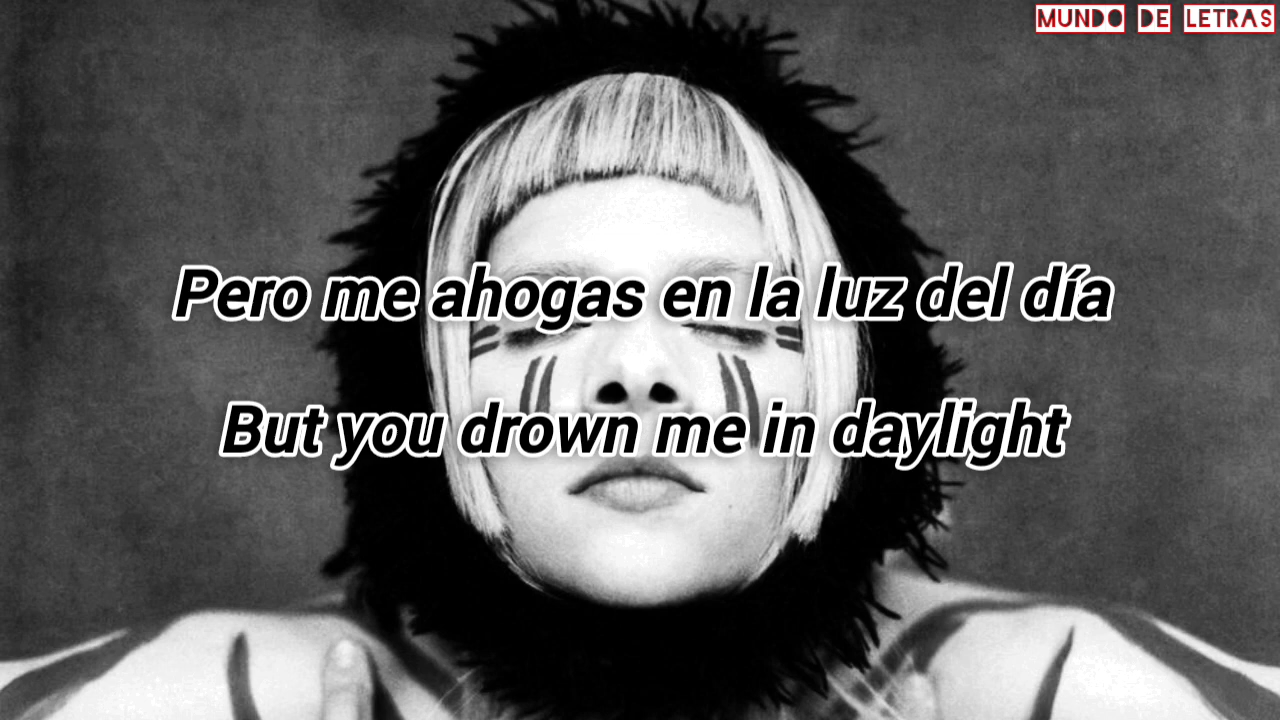 MUNDO DE LETRAS
Pero me ahogas en la luz del día
But you drown me in daylight